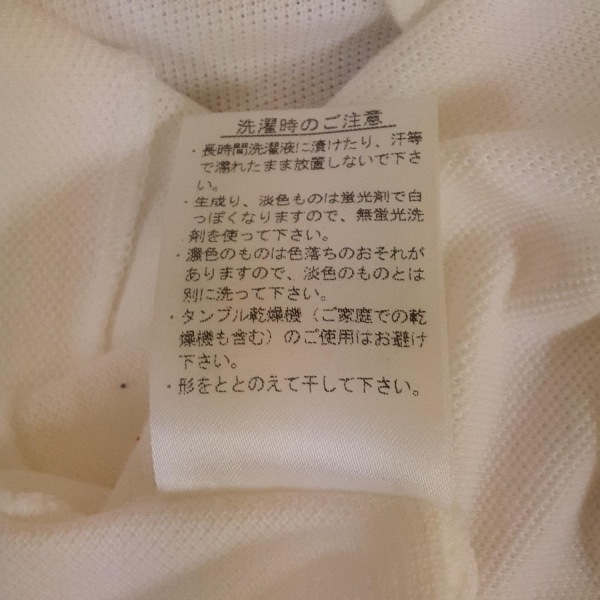 洗濯時のご注意
・長時間洗濯液に漬けたり、汗等
で濡れたまま放置しないで下さ
い。
・生成り、淡色ものは蛍光剤で白
っぽくなりますので、無蛍光洗
剤を使って下さい。
・濃色のものは色落ちのおそれが
ありますので、淡色のものとは
別に洗って下さい。
・タンブル乾燥機（ご家庭での乾
燥機も含む）のご使用はお避け
下さい。
・形をととのえて干して下さい。